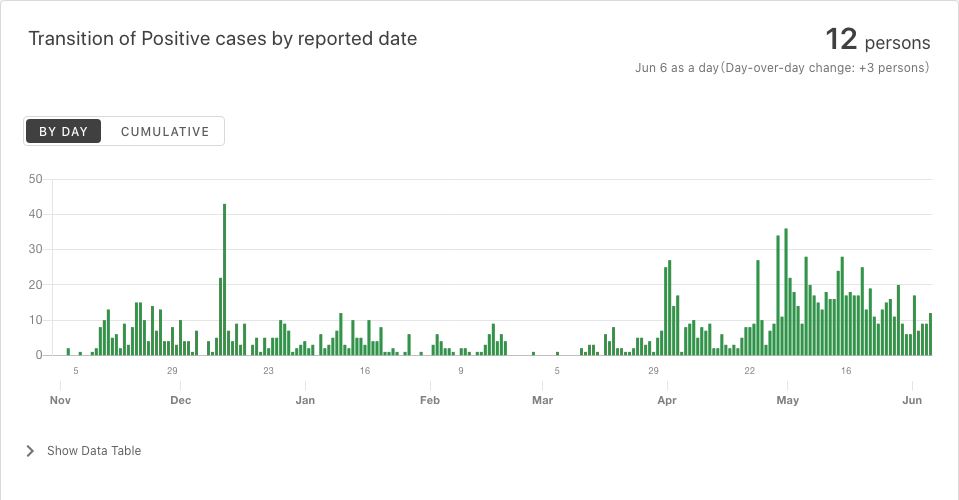 Transition of Positive cases by reported date
12 persons
Jun 6 as a day(Day-over-day change: +3 persons)
BY DAY CUMULATIVE
50
40
30
20
10
0
5 29 23 16 9 5 29 22 16
Nov Dec Jan Feb Mar Apr May Jun
Show Data Table